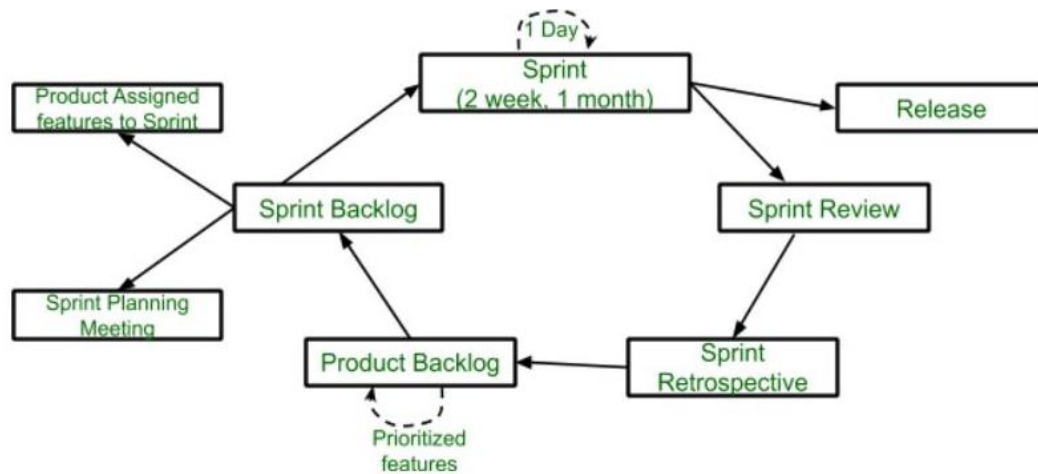 1 Day
Sprint
(2 week, 1 month)
Product Assigned
features to Sprint
Release
Sprint Backlog
Sprint Review
Sprint Planning
Meeting
Product Backlog
Sprint
Retrospective
Prioritized
features